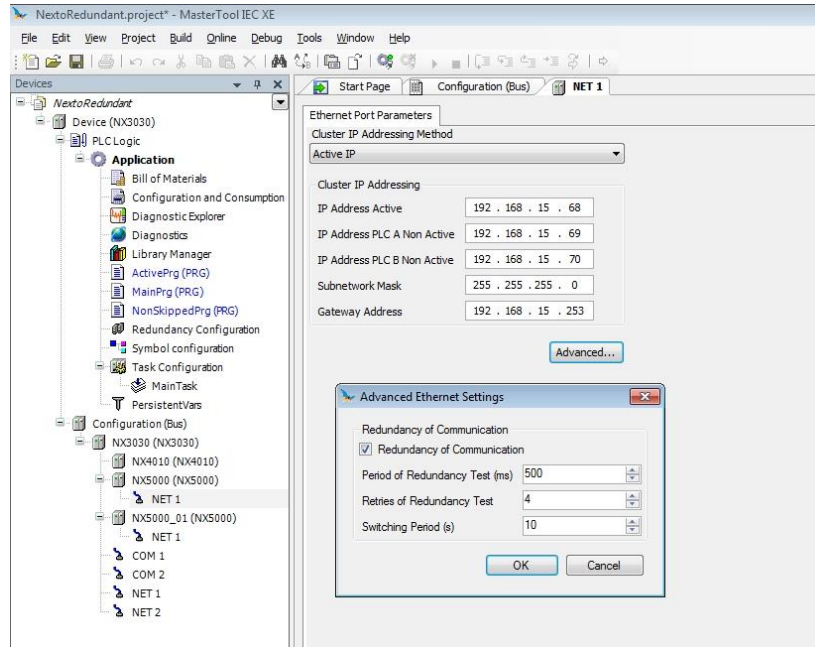 NextoRedundant.project* - MasterTool IEC XE
File Edit View Project Build Online Debug Tools Window Help
Devices
NextoRedundant
Device (NX3030)
PLC Logic
Application
Bill of Materials
Configuration and Consumption
Diagnostic Explorer
Diagnostics
Library Manager
ActivePrg (PRG)
MainPrg (PRG)
NonSkippedPrg (PRG)
Redundancy Configuration
Symbol configuration
Task Configuration
MainTask
PersistentVars
Configuration (Bus)
NX3030 (NX3030)
NX4010 (NX4010)
NX5000 (NX5000)
NET 1
NX5000_01 (NX5000)
NET 1
COM 1
COM 2
NET 1
NET 2
Start Page Configuration (Bus) NET 1
Ethernet Port Parameters
Cluster IP Addressing Method
Active IP
Cluster IP Addressing
IP Address Active 192 . 168 . 15 . 68
IP Address PLC A Non Active 192 . 168 . 15 . 69
IP Address PLC B Non Active 192 . 168 . 15 . 70
Subnetwork Mask 255 . 255 . 255 . 0
Gateway Address 192 . 168 . 15 . 253
Advanced...
Advanced Ethernet Settings
Redundancy of Communication
Redundancy of Communication
Period of Redundancy Test (ms) 500
Retries of Redundancy Test 4
Switching Period (s) 10
OK Cancel